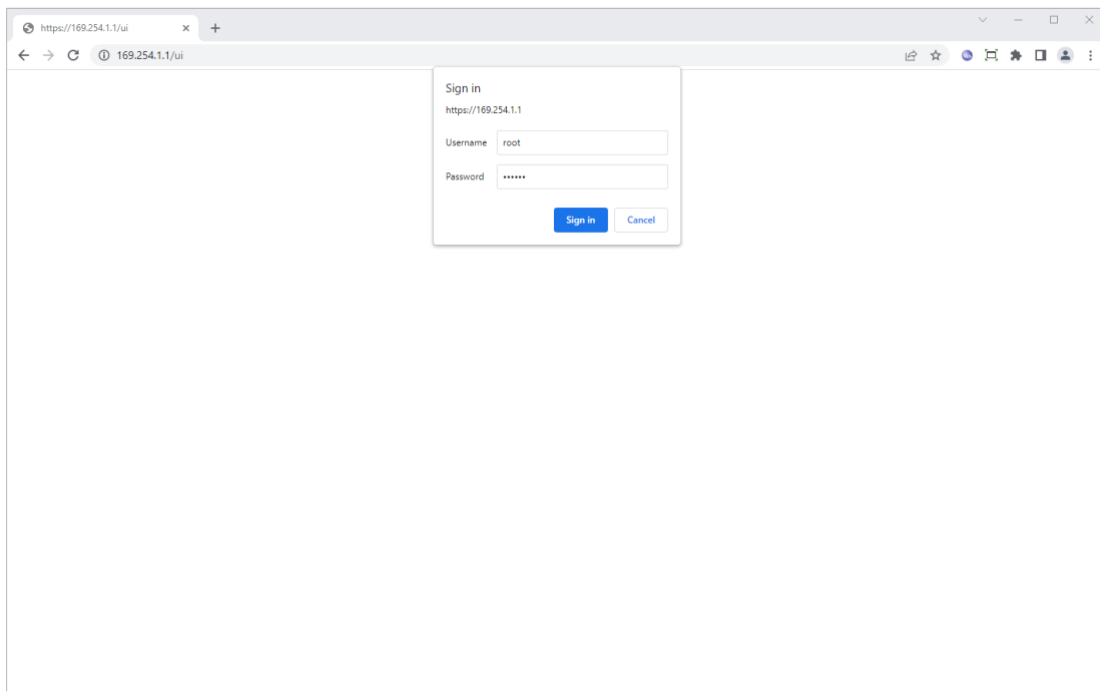 https://169.254.1.1/ui
169.254.1.1/ui
Sign in
https://169.254.1.1
Username root
Password ••••••
Sign in Cancel